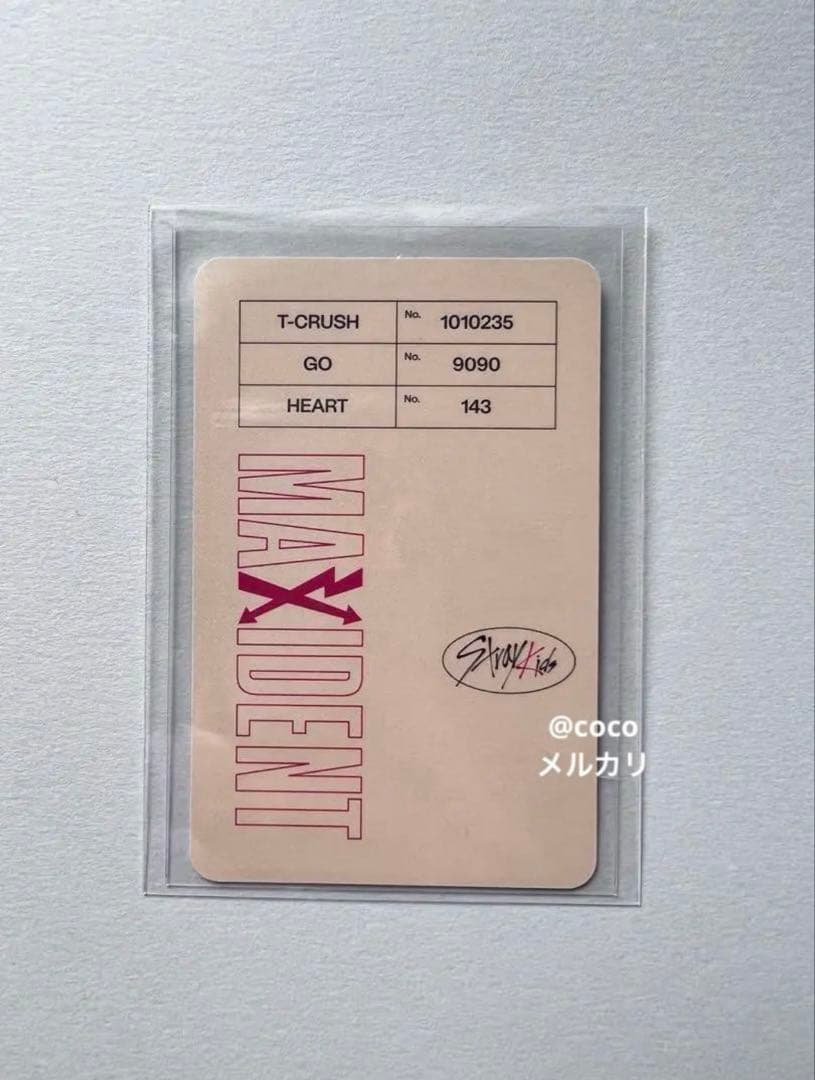 T-CRUSH No. 1010235
GO No. 9090
HEART No. 143
MAXIDENT
Stray Kids
@coco
メルカリ